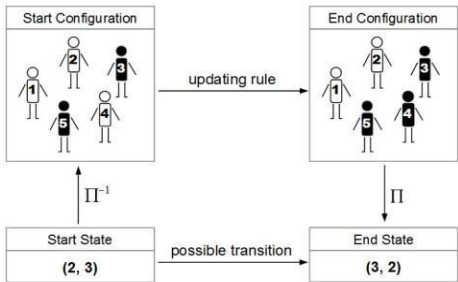 Start Configuration
End Configuration
2
3
1
4
5
updating rule
2
3
1
4
5
Π⁻¹
Π
Start State
(2, 3)
possible transition
End State
(3, 2)